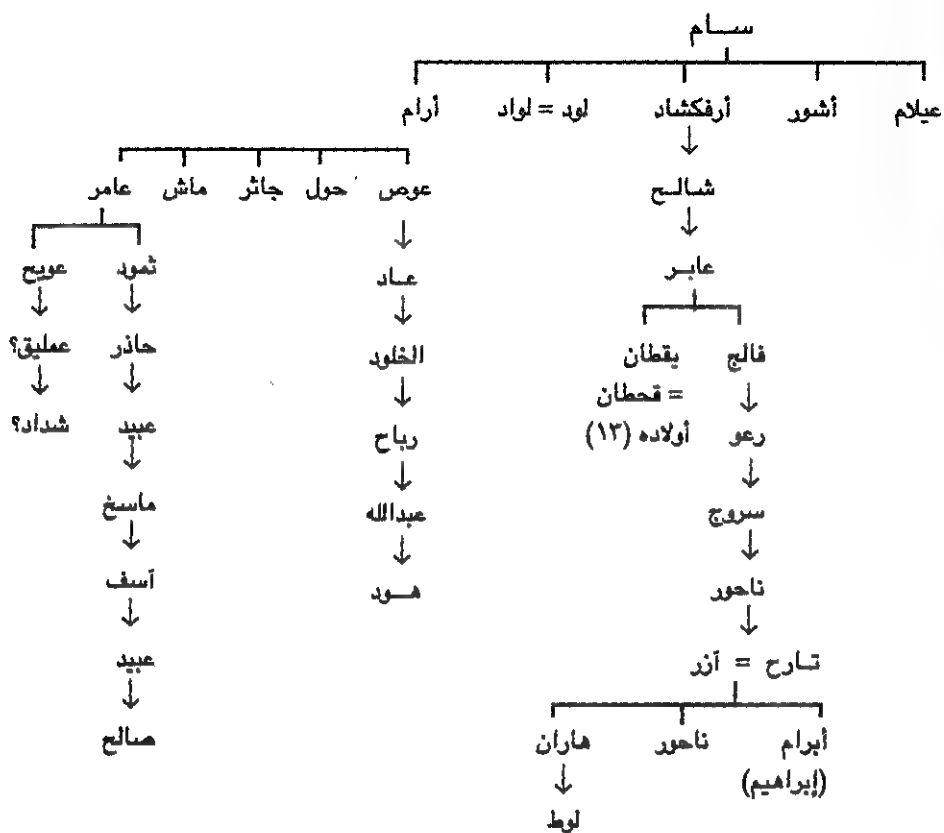 سام
عيلام أشور أرفكشاد لود = لواد أرام
شالح عوص حول جاثر ماش عامر
عابر عاد ثمود عويج
فالج يقطان الخلود حاذر عمليق؟
= قحطان
رعو أولاده (١٣) رياح عبيد شداد؟
سروج عبدالله ماسخ
ناحور هود آسف
تارح = آزر عبيد
أبرام ناحور هاران صالح
(إبراهيم)
لوط